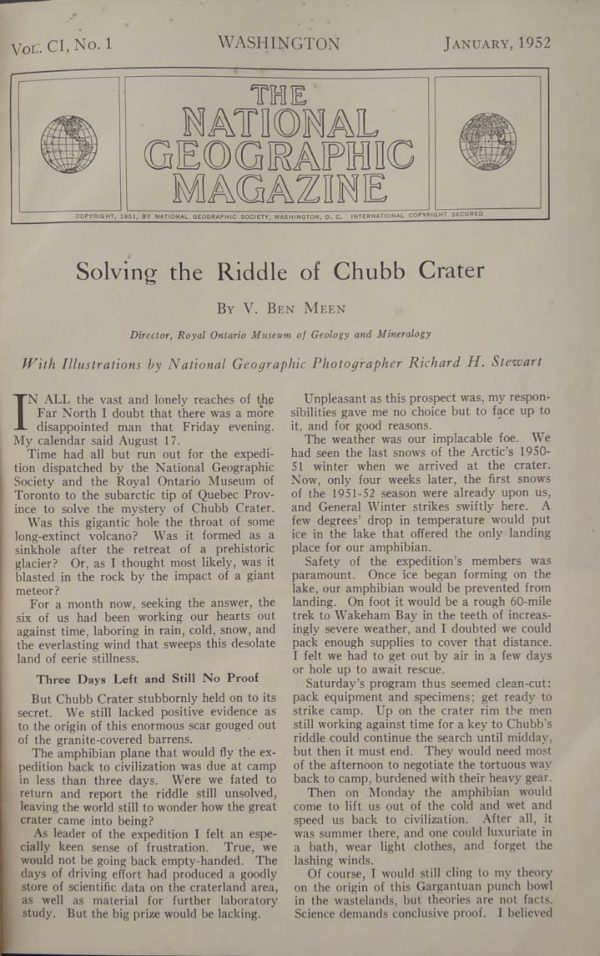 Vol. CI, No. 1 WASHINGTON January, 1952
THE
NATIONAL
GEOGRAPHIC
MAGAZINE
COPYRIGHT, 1951, BY NATIONAL GEOGRAPHIC SOCIETY, WASHINGTON, D. C. INTERNATIONAL COPYRIGHT SECURED
Solving the Riddle of Chubb Crater
By V. Ben Meen
Director, Royal Ontario Museum of Geology and Mineralogy
With Illustrations by National Geographic Photographer Richard H. Stewart
IN ALL the vast and lonely reaches of the
Far North I doubt that there was a more
disappointed man that Friday evening.
My calendar said August 17.
Time had all but run out for the expedi-
tion dispatched by the National Geographic
Society and the Royal Ontario Museum of
Toronto to the subarctic tip of Quebec Prov-
ince to solve the mystery of Chubb Crater.
Was this gigantic hole the throat of some
long-extinct volcano? Was it formed as a
sinkhole after the retreat of a prehistoric
glacier? Or, as I thought most likely, was it
blasted in the rock by the impact of a giant
meteor?
For a month now, seeking the answer, the
six of us had been working our hearts out
against time, laboring in rain, cold, snow, and
the everlasting wind that sweeps this desolate
land of eerie stillness.
Three Days Left and Still No Proof
But Chubb Crater stubbornly held on to its
secret. We still lacked positive evidence as
to the origin of this enormous scar gouged out
of the granite-covered barrens.
The amphibian plane that would fly the ex-
pedition back to civilization was due at camp
in less than three days. Were we fated to
return and report the riddle still unsolved,
leaving the world still to wonder how the great
crater came into being?
As leader of the expedition I felt an espe-
cially keen sense of frustration. True, we
would not be going back empty-handed. The
days of driving effort had produced a goodly
store of scientific data on the craterland area,
as well as material for further laboratory
study. But the big prize would be lacking.
Unpleasant as this prospect was, my respon-
sibilities gave me no choice but to face up to
it, and for good reasons.
The weather was our implacable foe. We
had seen the last snows of the Arctic's 1950-
51 winter when we arrived at the crater.
Now, only four weeks later, the first snows
of the 1951-52 season were already upon us,
and General Winter strikes swiftly here. A
few degrees' drop in temperature would put
ice in the lake that offered the only landing
place for our amphibian.
Safety of the expedition's members was
paramount. Once ice began forming on the
lake, our amphibian would be prevented from
landing. On foot it would be a rough 60-mile
trek to Wakeham Bay in the teeth of increas-
ingly severe weather, and I doubted we could
pack enough supplies to cover that distance.
I felt we had to get out by air in a few days
or hole up to await rescue.
Saturday's program thus seemed clean-cut:
pack equipment and specimens; get ready to
strike camp. Up on the crater rim the men
still working against time for a key to Chubb's
riddle could continue the search until midday,
but then it must end. They would need most
of the afternoon to negotiate the tortuous way
back to camp, burdened with their heavy gear.
Then on Monday the amphibian would
come to lift us out of the cold and wet and
speed us back to civilization. After all, it
was summer there, and one could luxuriate in
a bath, wear light clothes, and forget the
lashing winds.
Of course, I would still cling to my theory
on the origin of this Gargantuan punch bowl
in the wastelands, but theories are not facts.
Science demands conclusive proof. I believed